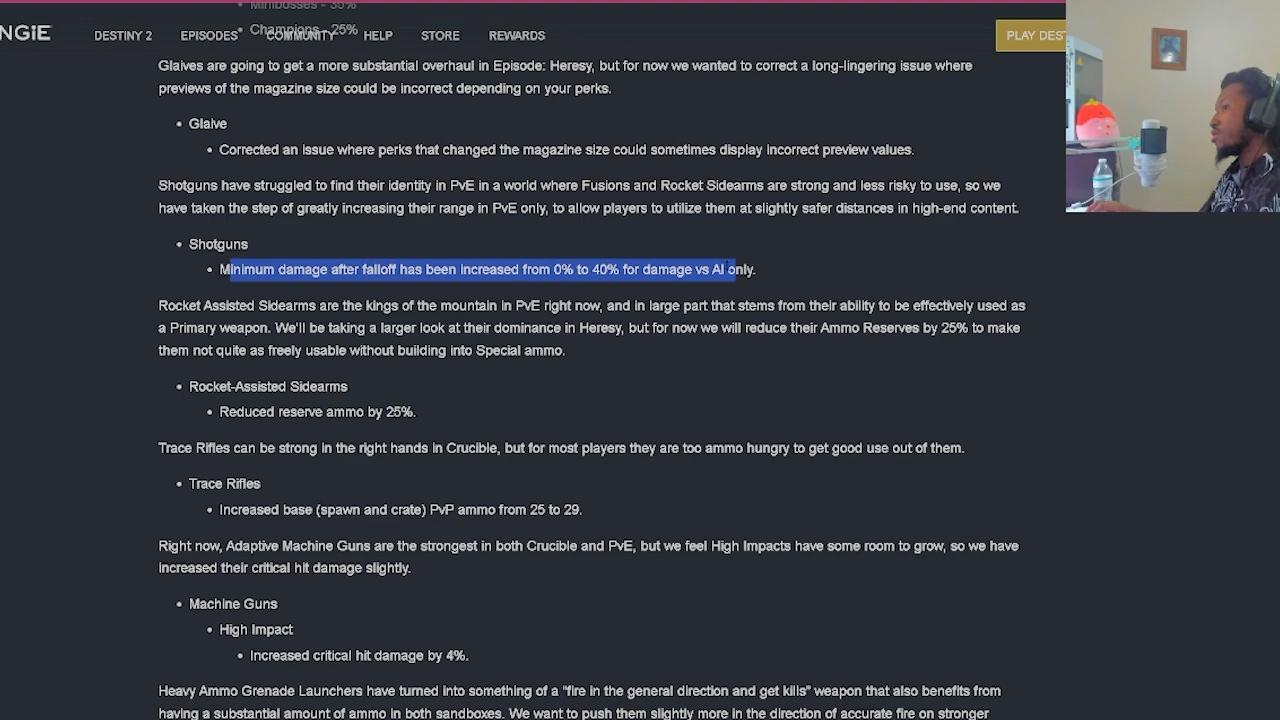 Minibosses - 35%
NGiE
DESTINY 2
EPISODES
COMMUNITY
HELP
STORE
REWARDS
PLAY DEST
Champions - 25%
Glaives are going to get a more substantial overhaul in Episode: Heresy, but for now we wanted to correct a long-lingering issue where
previews of the magazine size could be incorrect depending on your perks.
• Glaive
• Corrected an issue where perks that changed the magazine size could sometimes display incorrect preview values.
Shotguns have struggled to find their identity in PvE in a world where Fusions and Rocket Sidearms are strong and less risky to use, so we
have taken the step of greatly increasing their range in PvE only, to allow players to utilize them at slightly safer distances in high-end content.
• Shotguns
• Minimum damage after falloff has been increased from 0% to 40% for damage vs AI only.
Rocket Assisted Sidearms are the kings of the mountain in PvE right now, and in large part that stems from their ability to be effectively used as
a Primary weapon. We'll be taking a larger look at their dominance in Heresy, but for now we will reduce their Ammo Reserves by 25% to make
them not quite as freely usable without building into Special ammo.
• Rocket-Assisted Sidearms
• Reduced reserve ammo by 25%.
Trace Rifles can be strong in the right hands in Crucible, but for most players they are too ammo hungry to get good use out of them.
• Trace Rifles
• Increased base (spawn and crate) PvP ammo from 25 to 29.
Right now, Adaptive Machine Guns are the strongest in both Crucible and PvE, but we feel High Impacts have some room to grow, so we have
increased their critical hit damage slightly.
• Machine Guns
• High Impact
• Increased critical hit damage by 4%.
Heavy Ammo Grenade Launchers have turned into something of a "fire in the general direction and get kills" weapon that also benefits from
having a substantial amount of ammo in both sandboxes. We want to push them slightly more in the direction of accurate fire on stronger